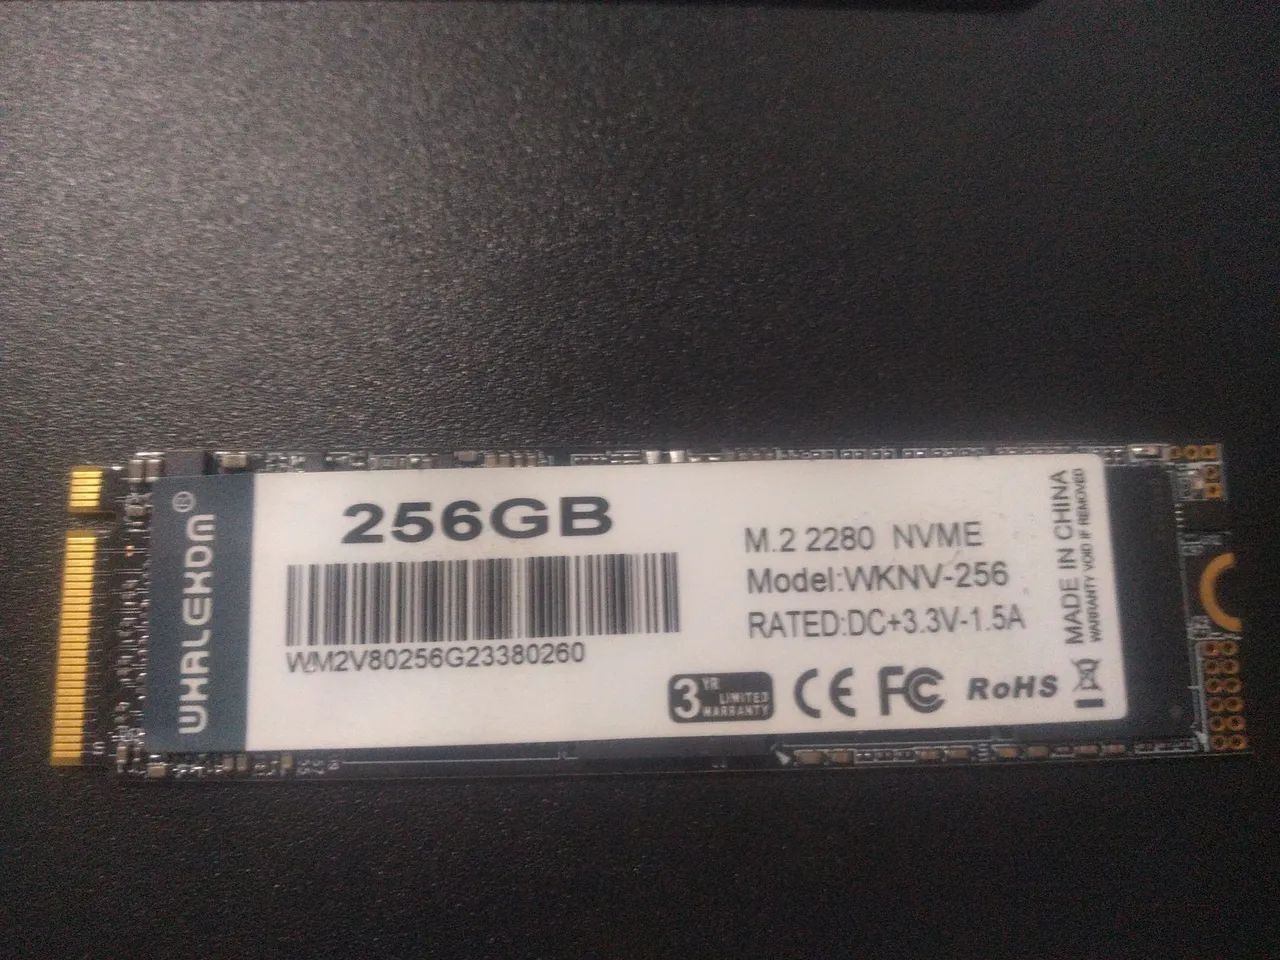 WHALEKOM
256GB
WM2V80256G23380260
M.2 2280 NVME
Model:WKNV-256
RATED:DC+3.3V-1.5A
3 YR LIMITED WARRANTY
CE FC RoHS
MADE IN CHINA
WARRANTY VOID IF REMOVED